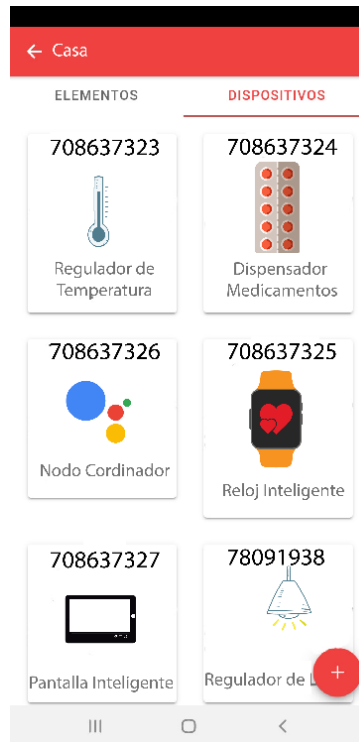 Casa
ELEMENTOS
DISPOSITIVOS
708637323
Regulador de
Temperatura
708637324
Dispensador
Medicamentos
708637326
Nodo Cordinador
708637325
Reloj Inteligente
708637327
Pantalla Inteligente
78091938
Regulador de